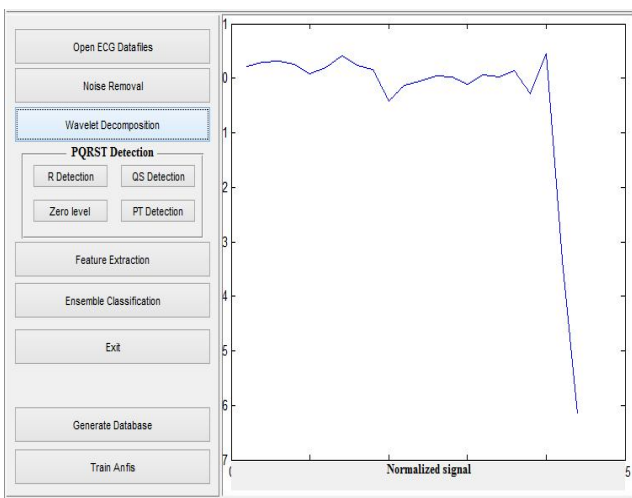 Open ECG Datafiles
Noise Removal
Wavelet Decomposition
PQRST Detection
R Detection QS Detection
Zero level PT Detection
Feature Extraction
Ensemble Classification
Exit
Generate Database
Train Anfis
1
0
1
2
3
4
5
6
7
5
Normalized signal